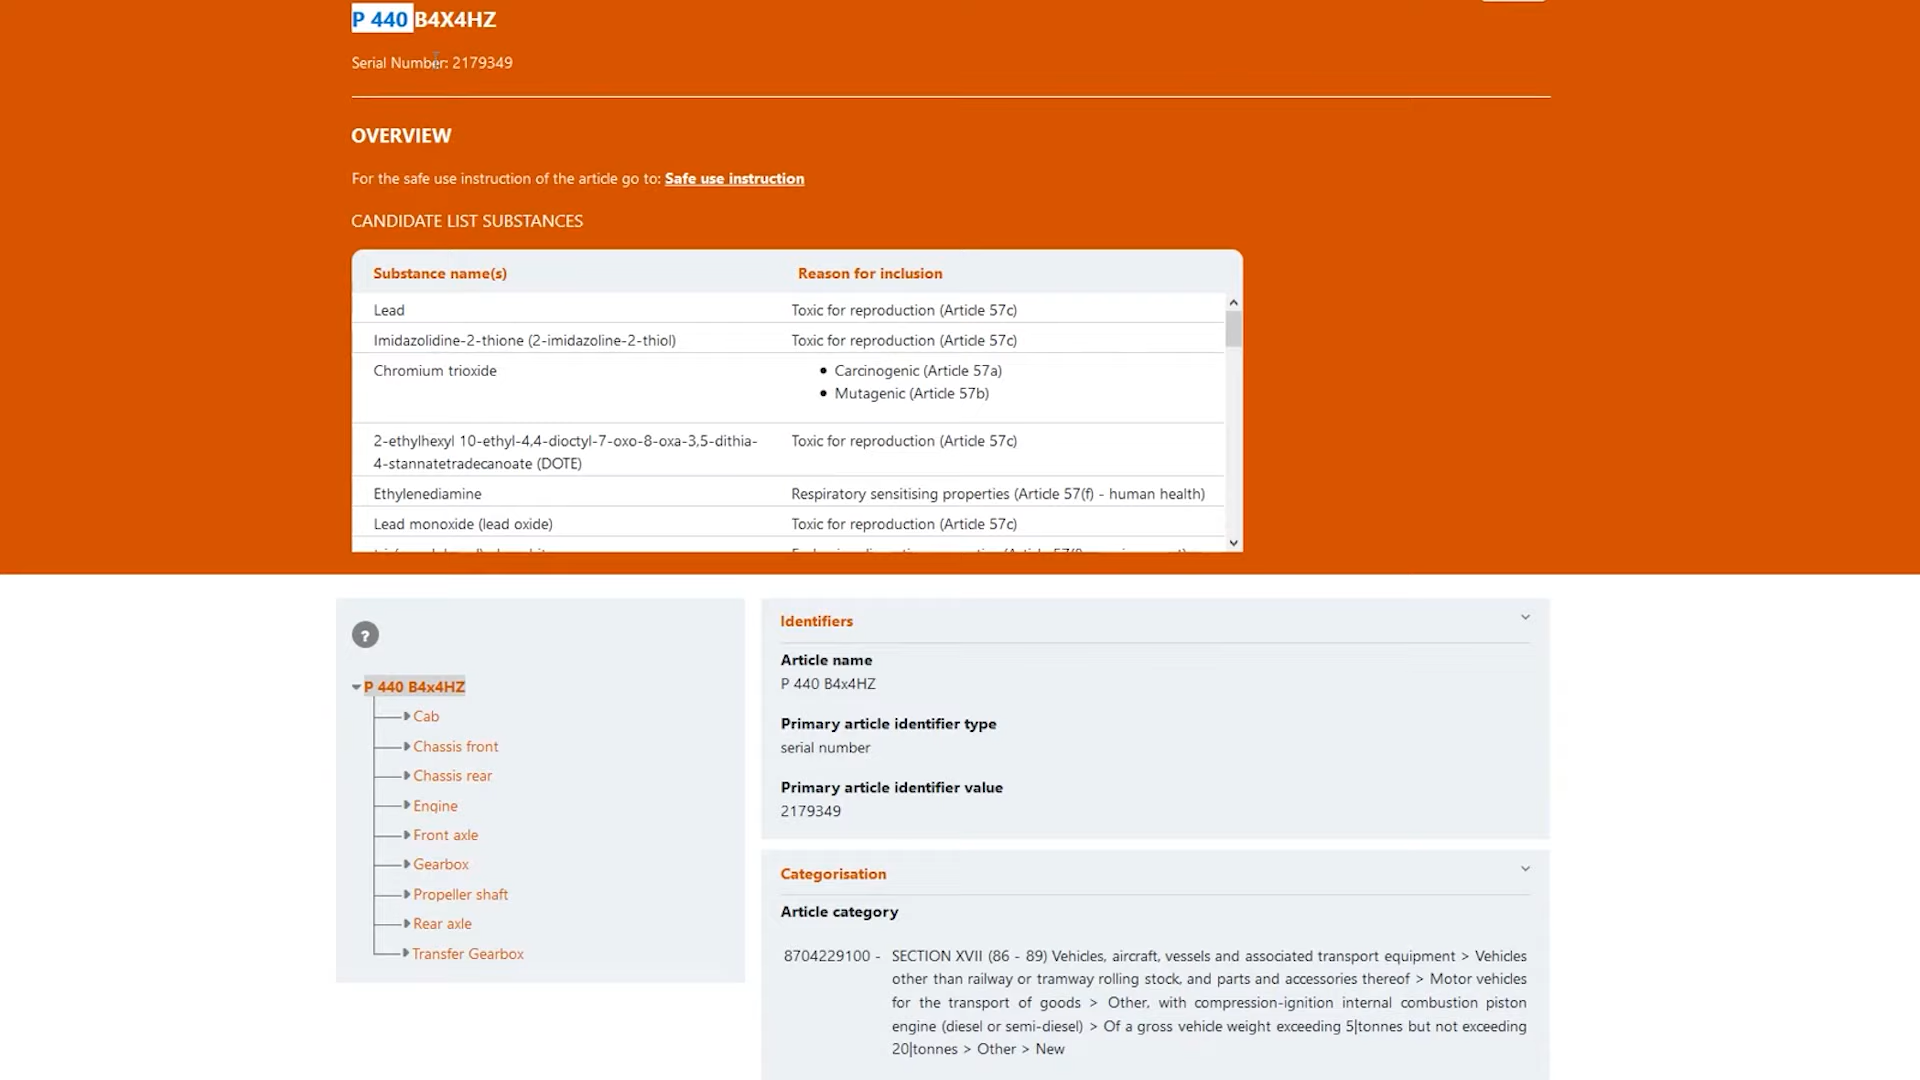 P 440 B4X4HZ
Serial Number: 2179349
OVERVIEW
For the safe use instruction of the article go to: Safe use instruction
CANDIDATE LIST SUBSTANCES
Substance name(s) Reason for inclusion
Lead Toxic for reproduction (Article 57c)
Imidazolidine-2-thione (2-imidazoline-2-thiol) Toxic for reproduction (Article 57c)
Chromium trioxide • Carcinogenic (Article 57a)
• Mutagenic (Article 57b)
2-ethylhexyl 10-ethyl-4,4-dioctyl-7-oxo-8-oxa-3,5-dithia- Toxic for reproduction (Article 57c)
4-stannatetradecanoate (DOTE)
Ethylenediamine Respiratory sensitising properties (Article 57(f) - human health)
Lead monoxide (lead oxide) Toxic for reproduction (Article 57c)
?
P 440 B4x4HZ
Cab
Chassis front
Chassis rear
Engine
Front axle
Gearbox
Propeller shaft
Rear axle
Transfer Gearbox
Identifiers
Article name
P 440 B4x4HZ
Primary article identifier type
serial number
Primary article identifier value
2179349
Categorisation
Article category
8704229100 - SECTION XVII (86 - 89) Vehicles, aircraft, vessels and associated transport equipment > Vehicles
other than railway or tramway rolling stock, and parts and accessories thereof > Motor vehicles
for the transport of goods > Other, with compression-ignition internal combustion piston
engine (diesel or semi-diesel) > Of a gross vehicle weight exceeding 5|tonnes but not exceeding
20|tonnes > Other > New